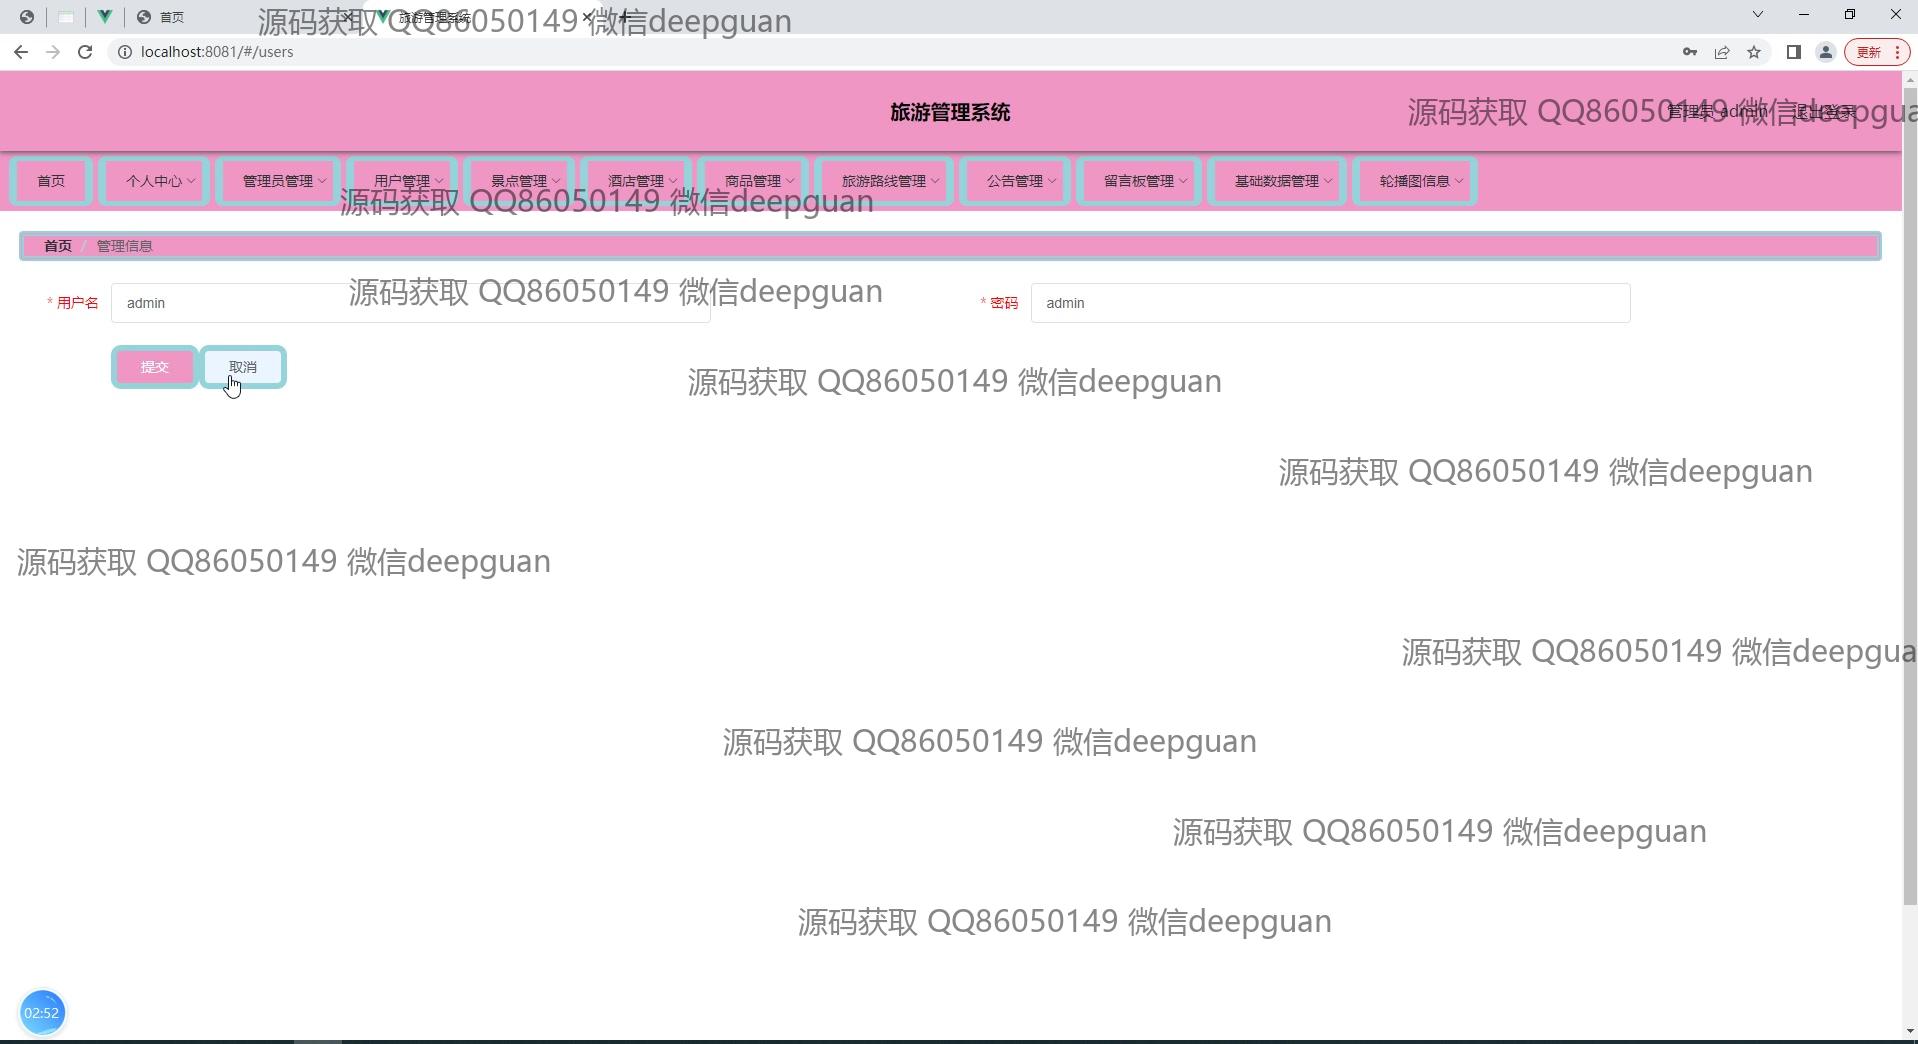 首页
旅游管理系统
源码获取 QQ86050149 微信deepguan
localhost:8081/#/users
更新
旅游管理系统
管理员 admin
退出登录
源码获取 QQ86050149 微信deepgua
首页
个人中心
管理员管理
用户管理
景点管理
酒店管理
商品管理
旅游路线管理
公告管理
留言板管理
基础数据管理
轮播图信息
源码获取 QQ86050149 微信deepguan
首页 / 管理信息
* 用户名 admin
* 密码 admin
源码获取 QQ86050149 微信deepguan
提交
取消
源码获取 QQ86050149 微信deepguan
源码获取 QQ86050149 微信deepguan
源码获取 QQ86050149 微信deepguan
源码获取 QQ86050149 微信deepgua
源码获取 QQ86050149 微信deepguan
源码获取 QQ86050149 微信deepguan
源码获取 QQ86050149 微信deepguan
02:52